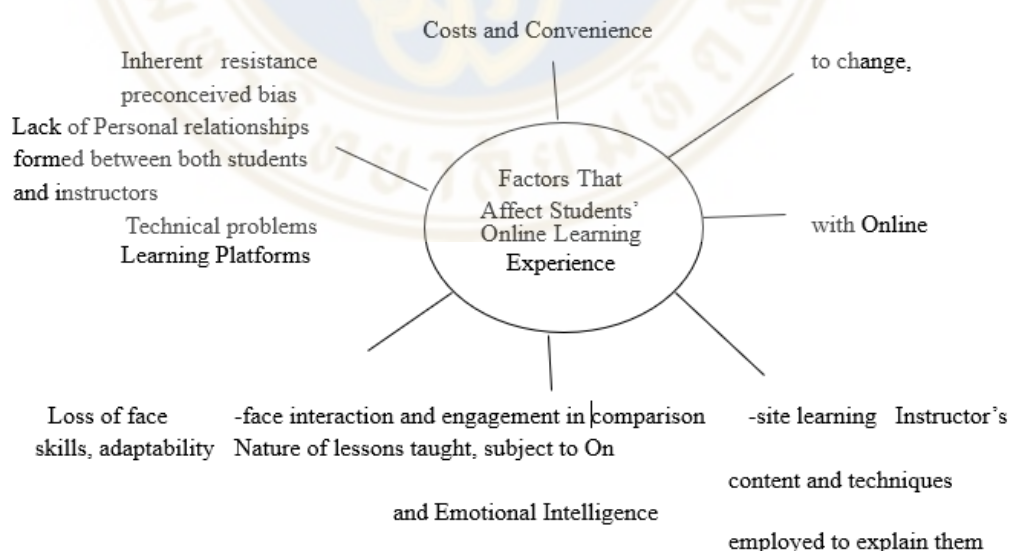 Costs and Convenience
Inherent resistance to change,
preconceived bias
Lack of Personal relationships
formed between both students
and instructors
Factors That
Affect Students'
Online Learning
Experience
Technical problems with Online
Learning Platforms
Loss of face -face interaction and engagement in comparison -site learning Instructor's
skills, adaptability Nature of lessons taught, subject to On
content and techniques
and Emotional Intelligence
employed to explain them